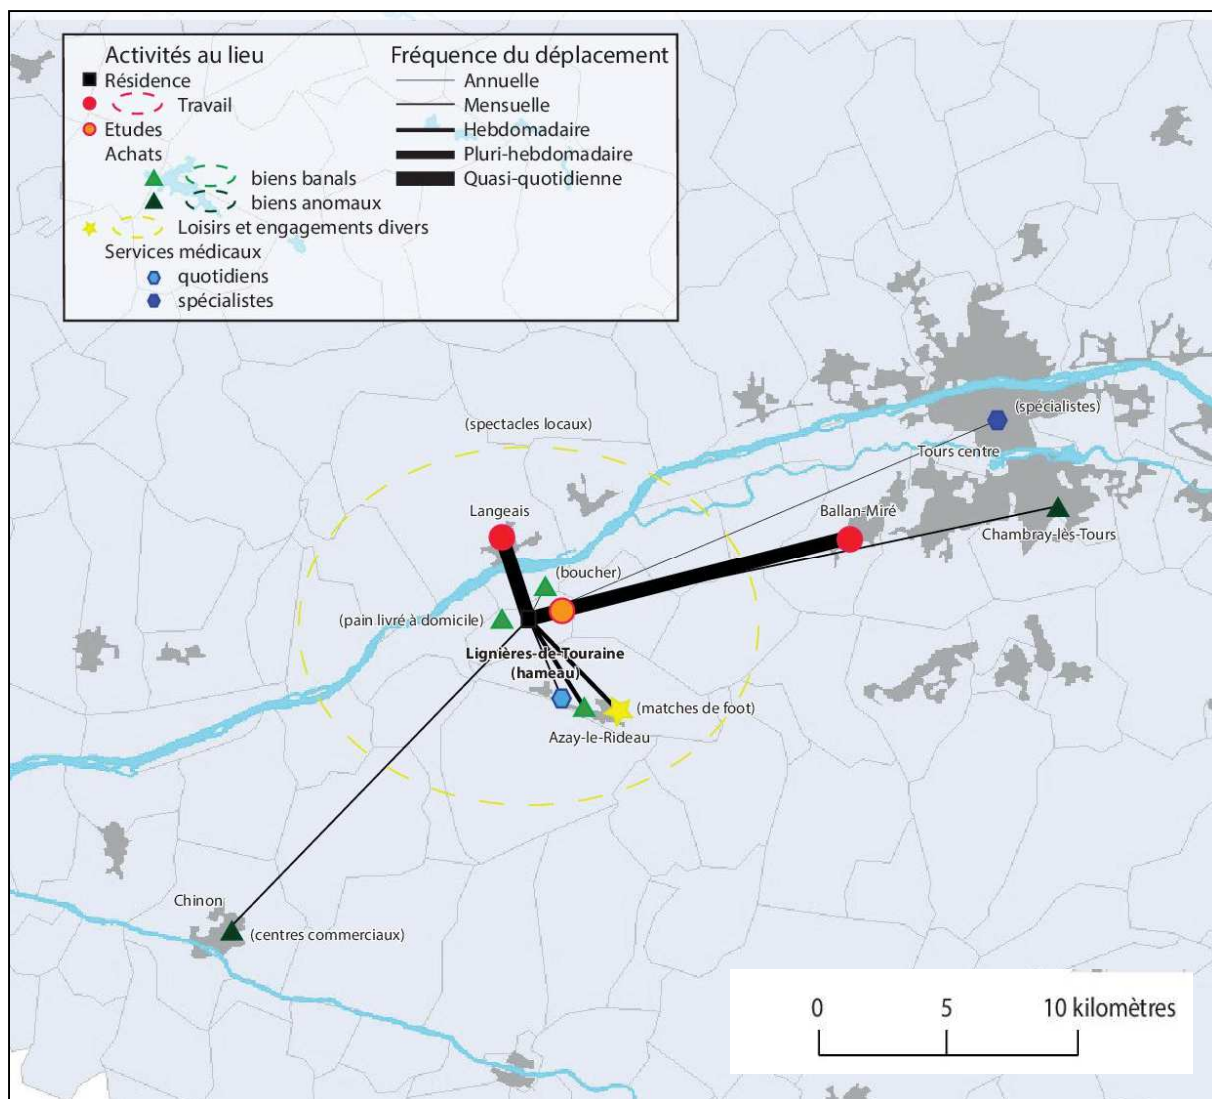 Activités au lieu
Résidence
Travail
Etudes
Achats
biens banals
biens anomaux
Loisirs et engagements divers
Services médicaux
quotidiens
spécialistes
Fréquence du déplacement
Annuelle
Mensuelle
Hebdomadaire
Pluri-hebdomadaire
Quasi-quotidienne
(spécialistes)
(spectacles locaux)
Tours centre
Langeais
Ballan-Miré
Chambray-lès-Tours
(boucher)
(pain livré à domicile)
Lignières-de-Touraine
(hameau)
(matches de foot)
Azay-le-Rideau
Chinon
(centres commerciaux)
0 5 10 kilomètres